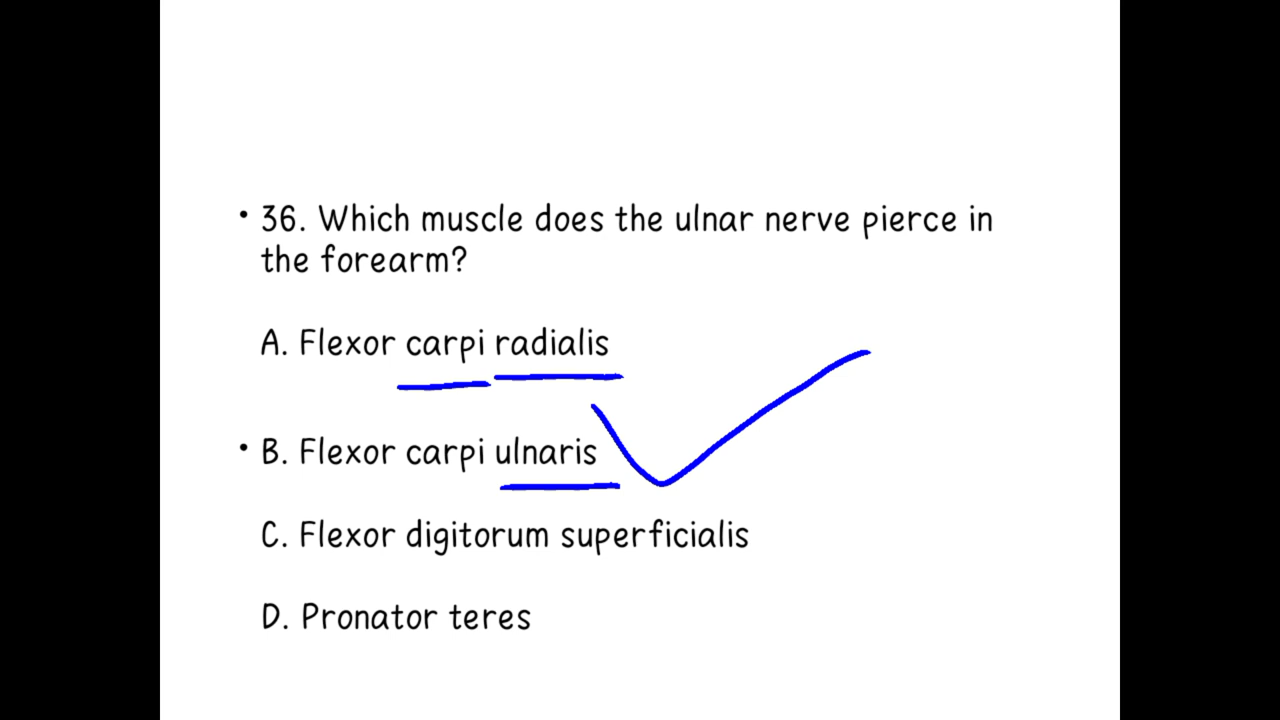 • 36. Which muscle does the ulnar nerve pierce in
the forearm?
A. Flexor carpi radialis
• B. Flexor carpi ulnaris
C. Flexor digitorum superficialis
D. Pronator teres